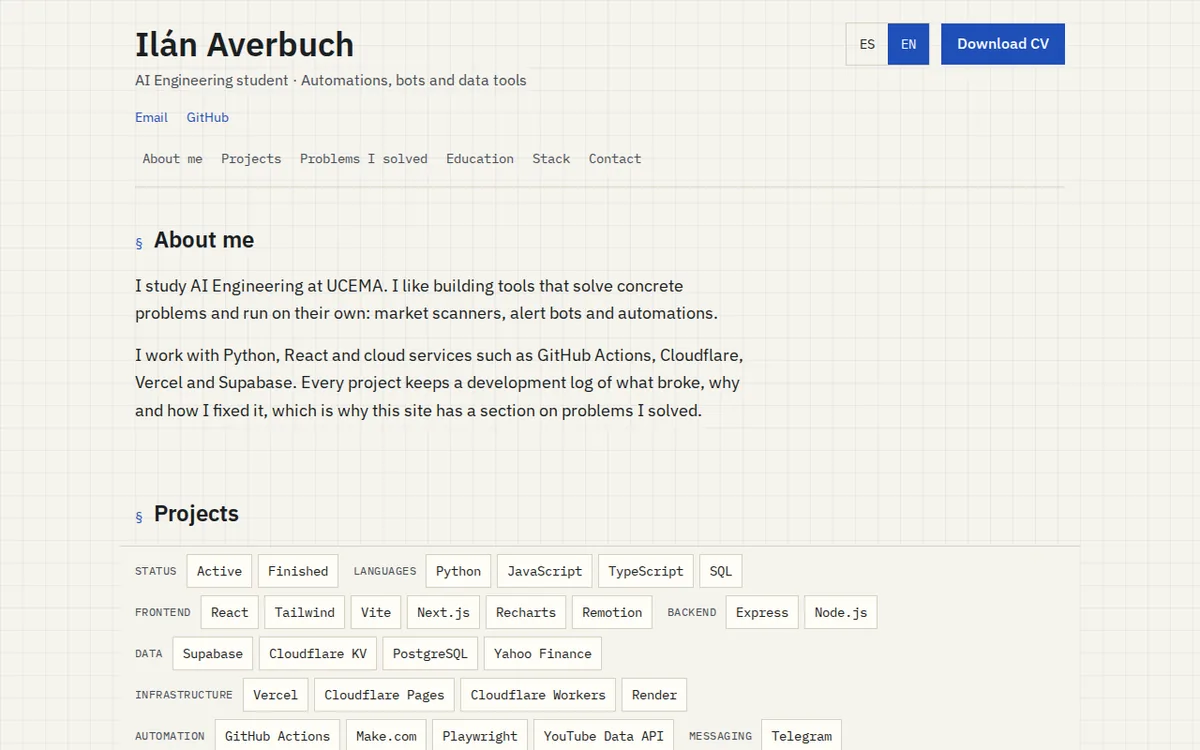 Ilán Averbuch
ES EN Download CV
AI Engineering student · Automations, bots and data tools
Email GitHub
About me Projects Problems I solved Education Stack Contact
§ About me
I study AI Engineering at UCEMA. I like building tools that solve concrete
problems and run on their own: market scanners, alert bots and automations.
I work with Python, React and cloud services such as GitHub Actions, Cloudflare,
Vercel and Supabase. Every project keeps a development log of what broke, why
and how I fixed it, which is why this site has a section on problems I solved.
§ Projects
STATUS Active Finished LANGUAGES Python JavaScript TypeScript SQL
FRONTEND React Tailwind Vite Next.js Recharts Remotion BACKEND Express Node.js
DATA Supabase Cloudflare KV PostgreSQL Yahoo Finance
INFRASTRUCTURE Vercel Cloudflare Pages Cloudflare Workers Render
AUTOMATION GitHub Actions Make.com Playwright YouTube Data API MESSAGING Telegram